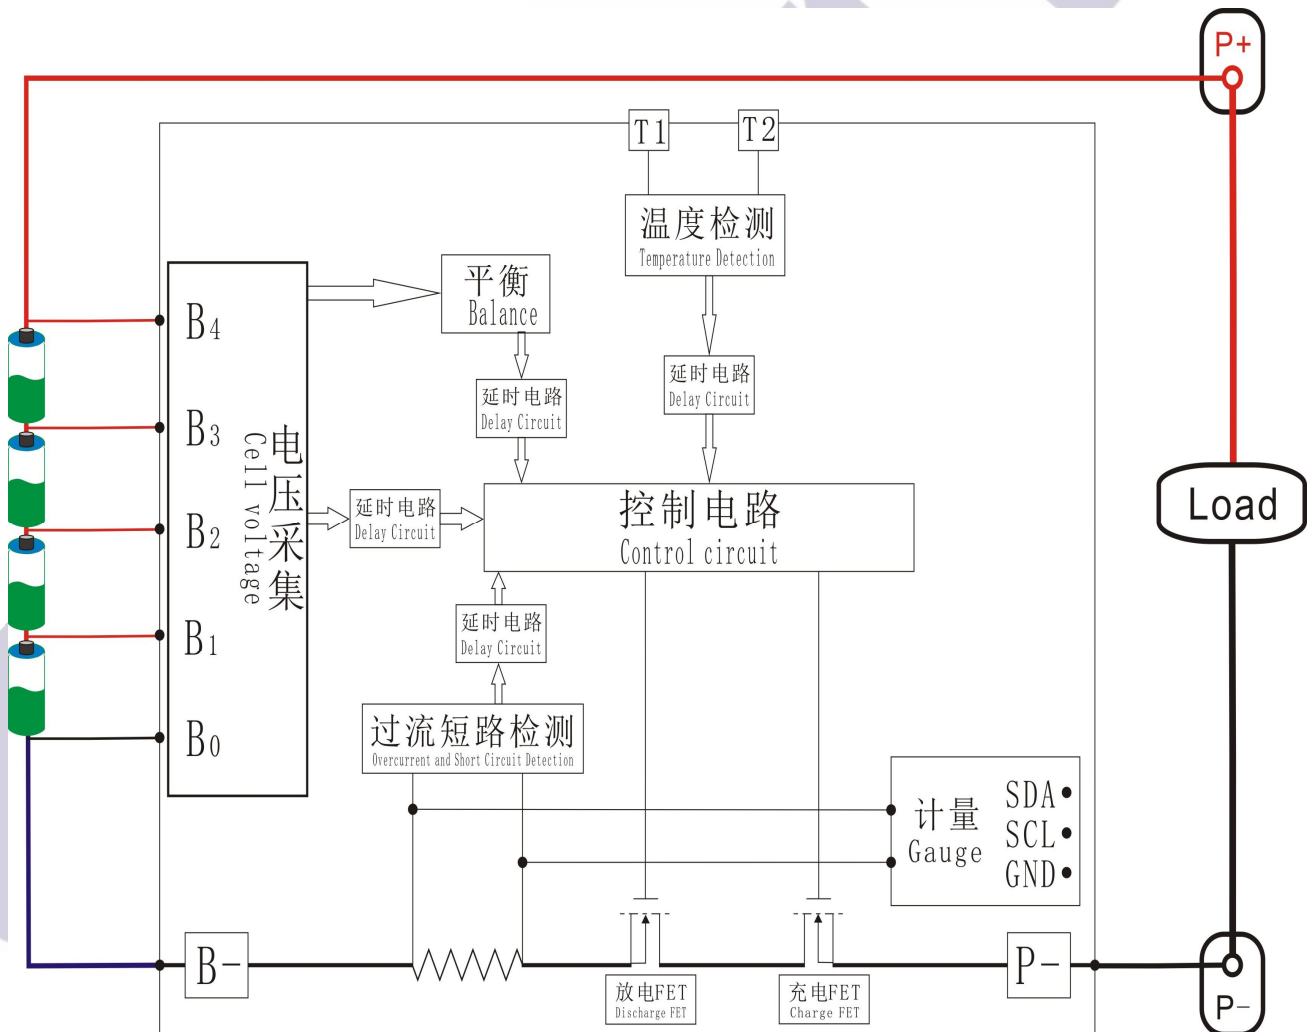 P+
T1
T2
温度检测
Temperature Detection
平衡
Balance
B4
延时电路
Delay Circuit
延时电路
Delay Circuit
B3
电压采集
Cell voltage
延时电路
Delay Circuit
控制电路
Control circuit
Load
B2
延时电路
Delay Circuit
B1
过流短路检测
Overcurrent and Short Circuit Detection
B0
计量
Gauge
SDA
SCL
GND
B-
P-
放电FET
Discharge FET
充电FET
Charge FET
P-